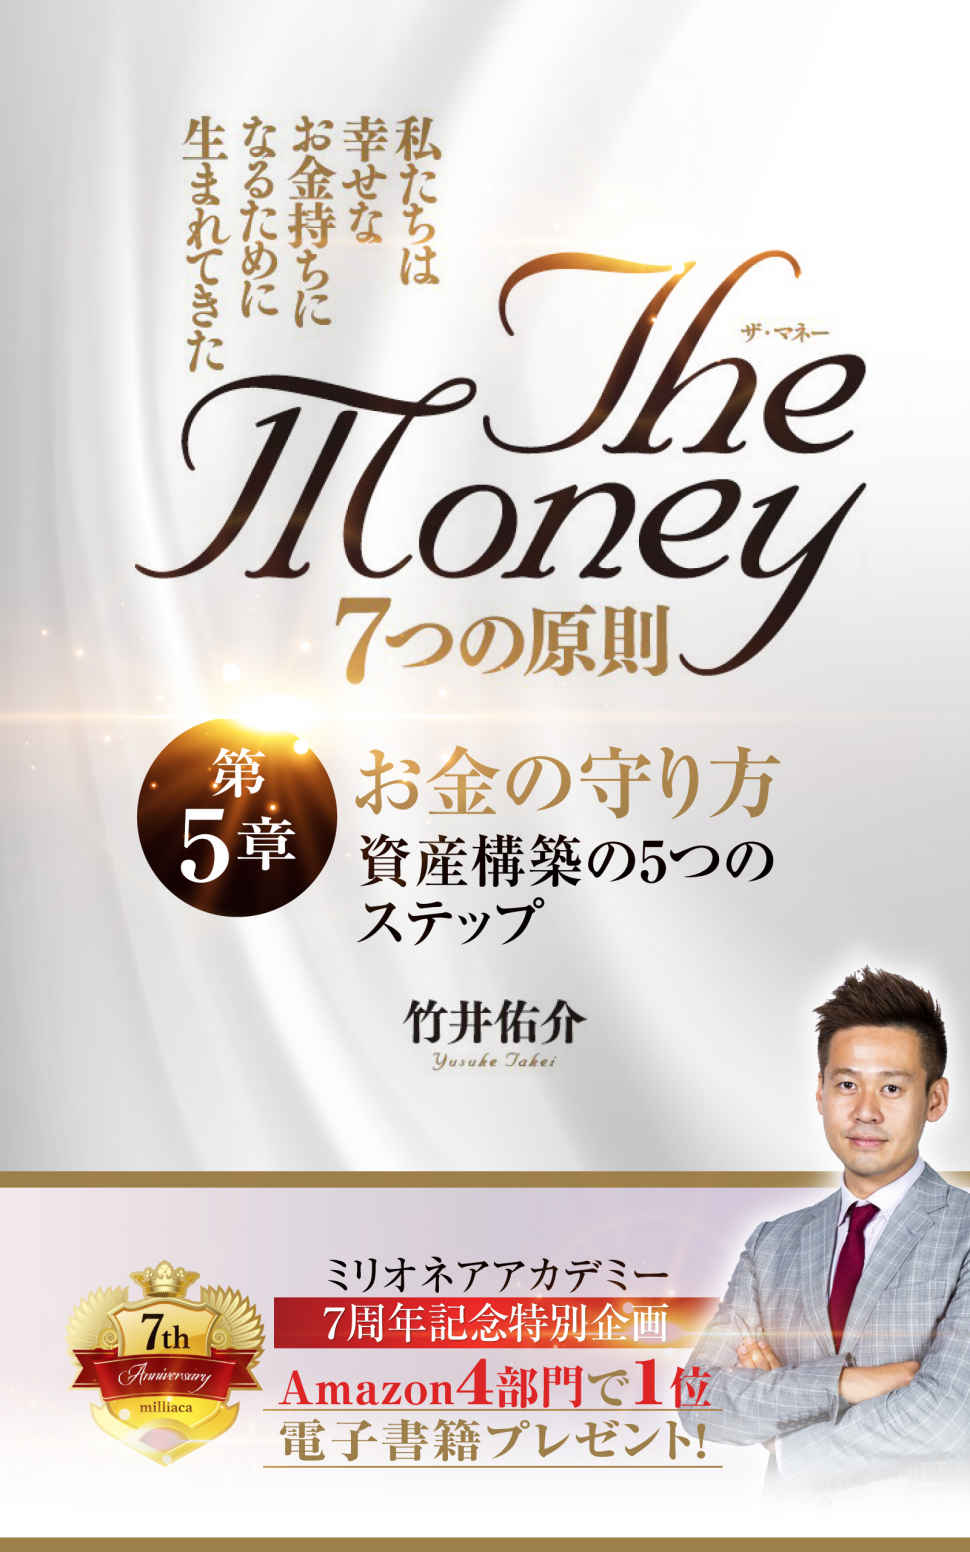 私たちは
幸せな
お金持ちに
なるために
生まれてきた
The
ザ・マネー
Money
7つの原則
第
5章
お金の守り方
資産構築の5つの
ステップ
竹井佑介
Yusuke Takei
ミリオネアアカデミー
7周年記念特別企画
Amazon4部門で1位
電子書籍プレゼント!
7th
Anniversary
milliaca